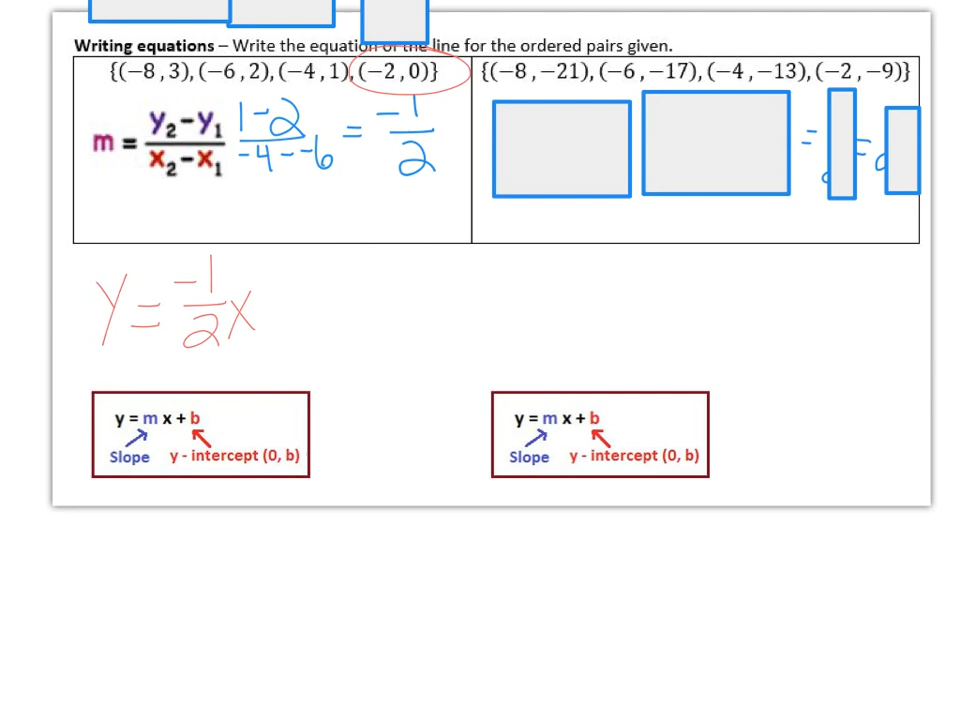 Writing equations – Write the equation of the line for the ordered pairs given.
{(−8 , 3), (−6 , 2), (−4 , 1), (−2 , 0)}
{(−8 , −21), (−6 , −17), (−4 , −13), (−2 , −9)}
m = y₂ − y₁ / x₂ − x₁ 1 - 2 / -4 - -6 = -1/2
= =
y = -1/2 x
y = m x + b
Slope y - intercept (0, b)
y = m x + b
Slope y - intercept (0, b)